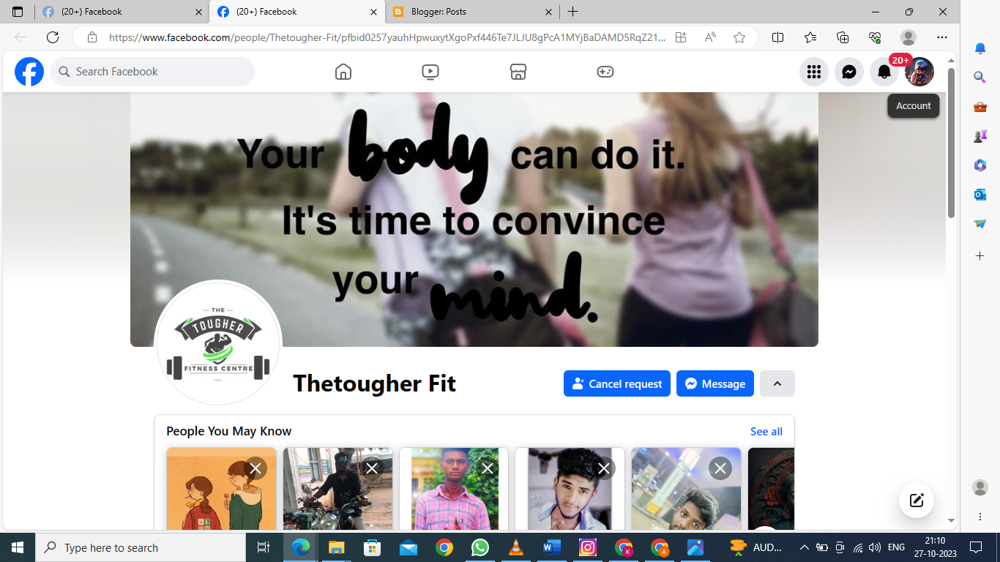 (20+) Facebook
(20+) Facebook
Blogger: Posts
https://www.facebook.com/people/Thetougher-Fit/pfbid0257yauhHpwuxytXgoPxf446Te7JLJU8gPcA1MYjBaDAMD5RqZ21...
Search Facebook
20+
Account
Your body can do it.
It's time to convince
your mind.
THE
TOUGHER
FITNESS CENTRE
Thetougher Fit
Cancel request
Message
People You May Know
See all
Type here to search
AUD...
ENG
21:10
27-10-2023